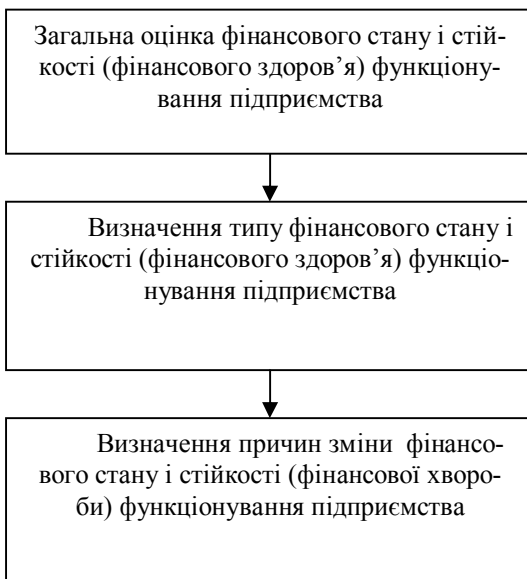 Загальна оцінка фінансового стану і стій-
кості (фінансового здоров’я) функціону-
вання підприємства
Визначення типу фінансового стану і
стійкості (фінансового здоров’я) функціо-
нування підприємства
Визначення причин зміни фінансо-
вого стану і стійкості (фінансової хворо-
би) функціонування підприємства